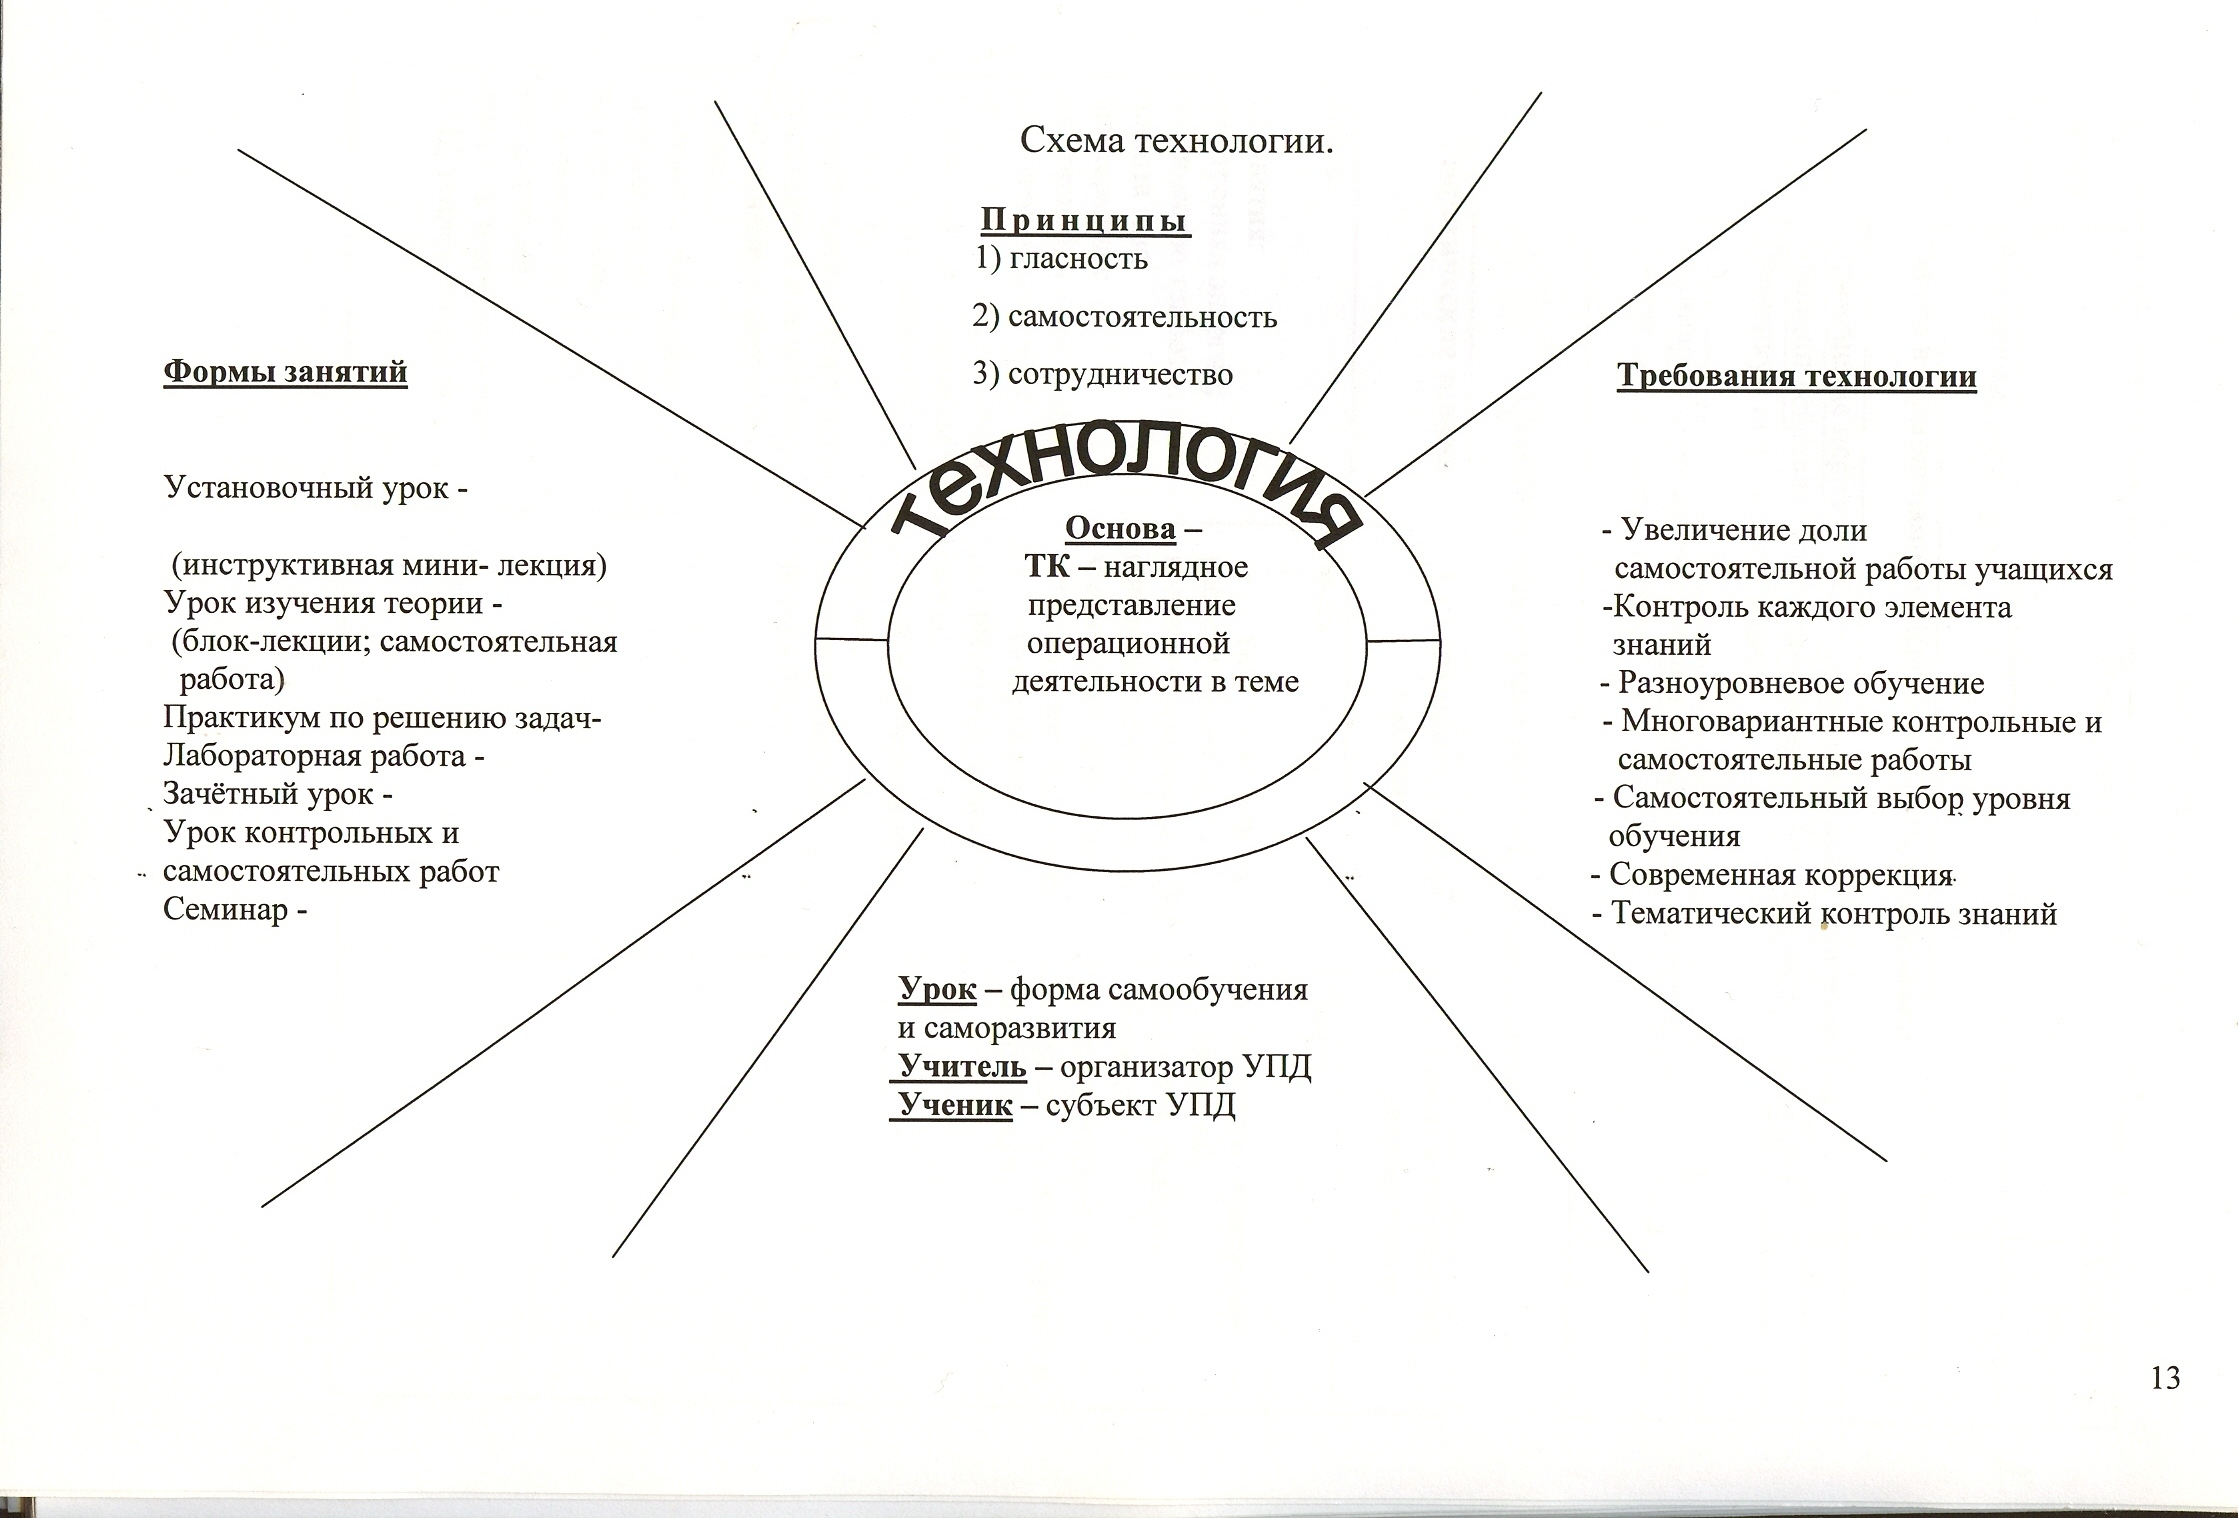 Схема технологии.
Принципы
1) гласность
2) самостоятельность
3) сотрудничество
Формы занятий
Установочный урок -
(инструктивная мини- лекция)
Урок изучения теории -
(блок-лекции; самостоятельная
работа)
Практикум по решению задач-
Лабораторная работа -
Зачётный урок -
Урок контрольных и
самостоятельных работ
Семинар -
технология
Основа –
ТК – наглядное
представление
операционной
деятельности в теме
Требования технологии
- Увеличение доли
самостоятельной работы учащихся
-Контроль каждого элемента
знаний
- Разноуровневое обучение
- Многовариантные контрольные и
самостоятельные работы
- Самостоятельный выбор уровня
обучения
- Современная коррекция
- Тематический контроль знаний
Урок – форма самообучения
и саморазвития
Учитель – организатор УПД
Ученик – субъект УПД
13